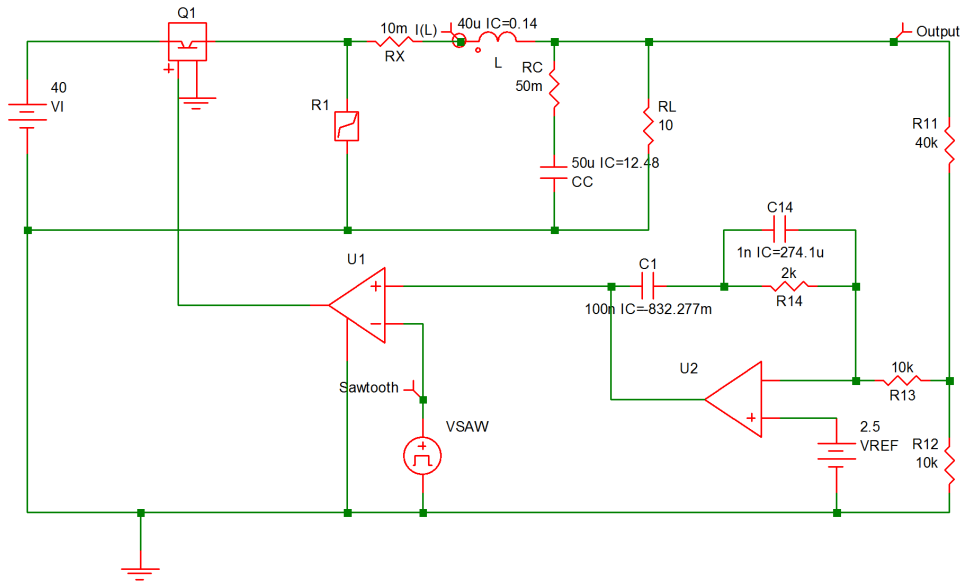 Q1
40
VI
10m
RX
I(L)
40u IC=0.14
L
Output
RC
50m
R1
RL
10
R11
40k
50u IC=12.48
CC
C14
1n IC=274.1u
U1
C1
2k
R14
100n IC=-832.277m
U2
10k
R13
Sawtooth
VSAW
2.5
VREF
R12
10k